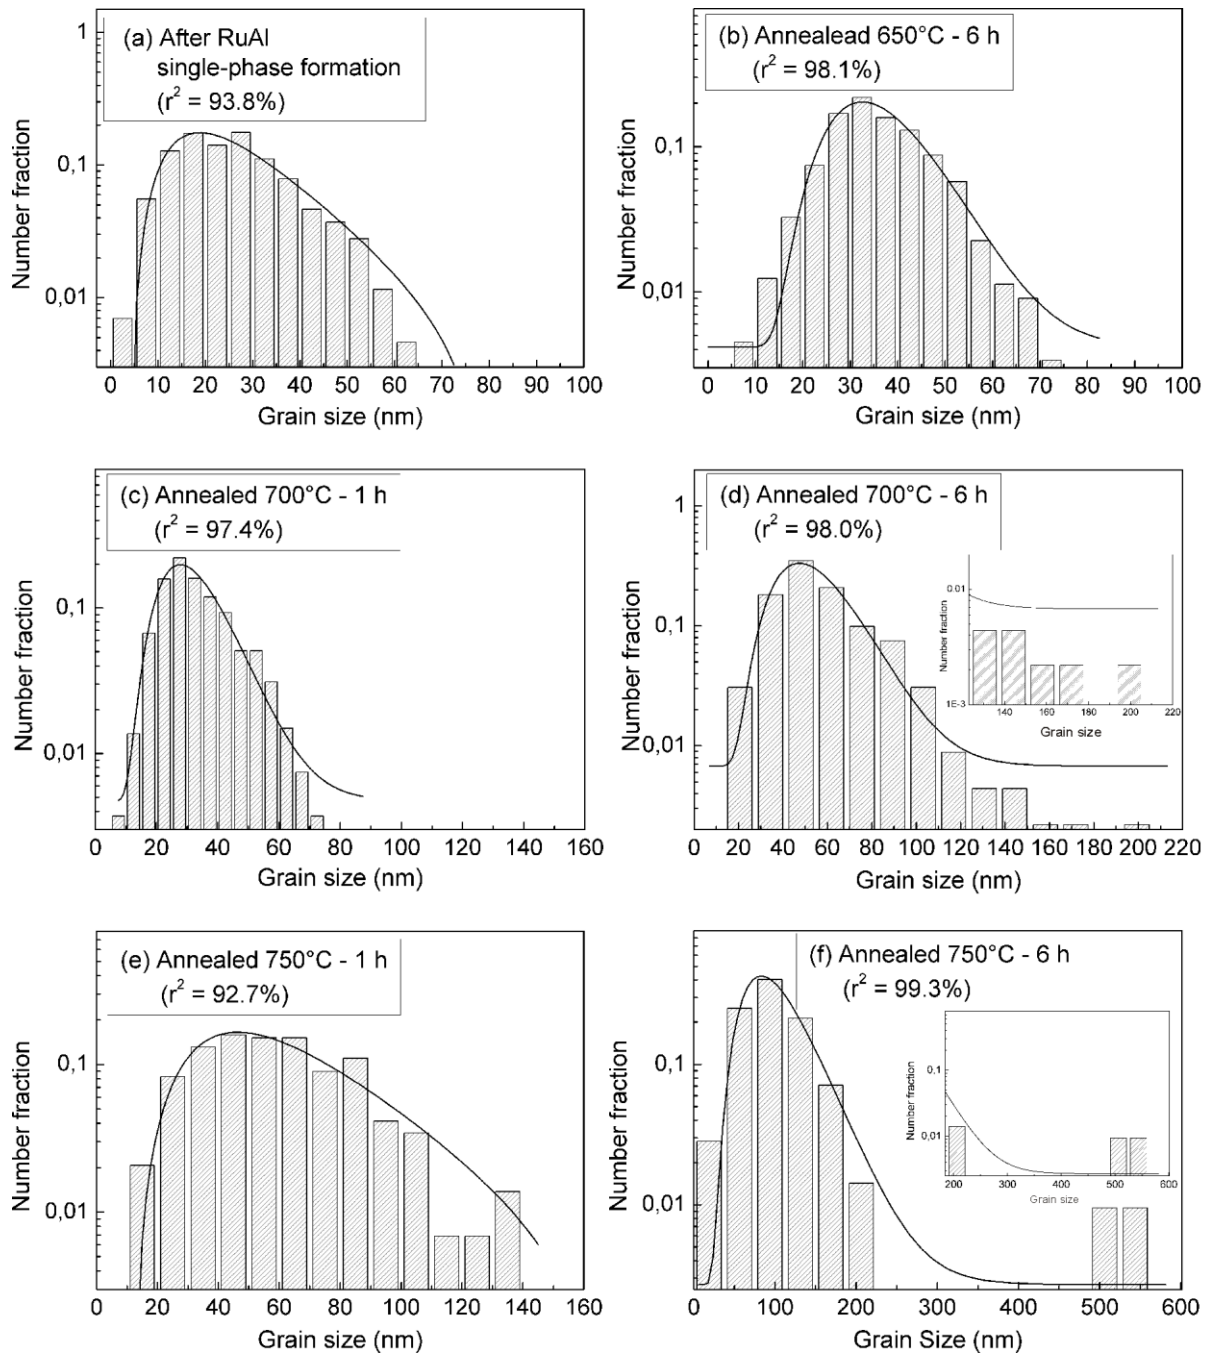 (a) After RuAl
single-phase formation
(r² = 93.8%)
1
0,1
0,01
Number fraction
0 10 20 30 40 50 60 70 80 90 100
Grain size (nm)
(b) Annealead 650°C - 6 h
(r² = 98.1%)
1
0,1
0,01
Number fraction
0 10 20 30 40 50 60 70 80 90 100
Grain size (nm)
(c) Annealed 700°C - 1 h
(r² = 97.4%)
0,1
0,01
Number fraction
0 20 40 60 80 100 120 140 160
Grain size (nm)
(d) Annealed 700°C - 6 h
(r² = 98.0%)
1
0,1
0,01
Number fraction
0 20 40 60 80 100 120 140 160 180 200 220
Grain size (nm)
0.01
1E-3
Number fraction
140 160 180 200 220
Grain size
(e) Annealed 750°C - 1 h
(r² = 92.7%)
0,1
0,01
Number fraction
0 20 40 60 80 100 120 140 160
Grain size (nm)
(f) Annealed 750°C - 6 h
(r² = 99.3%)
0,1
0,01
Number fraction
0 100 200 300 400 500 600
Grain Size (nm)
0,1
0,01
Number fraction
200 300 400 500 600
Grain size